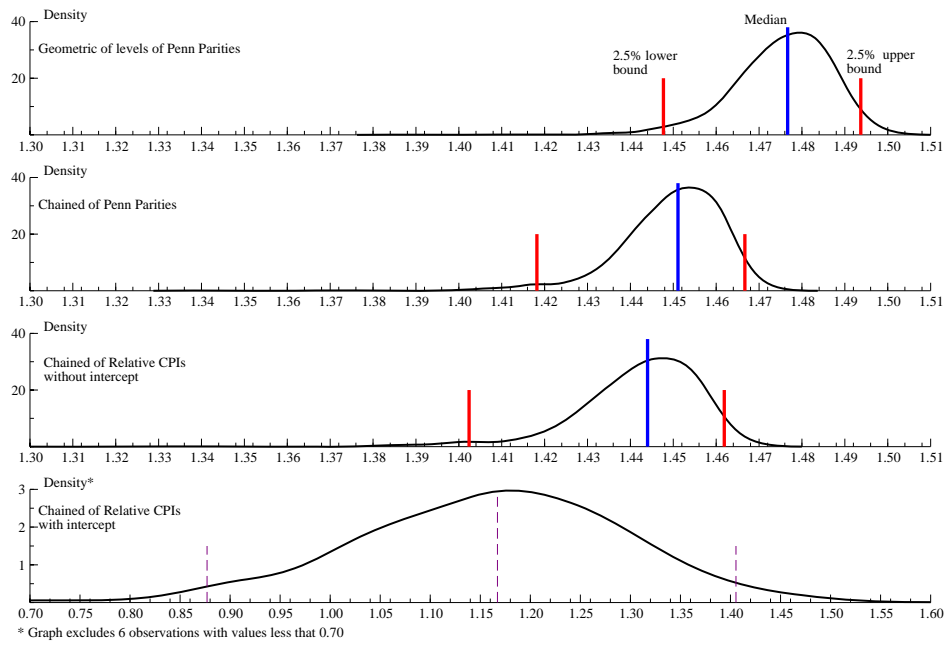 Density
40
Median
Geometric of levels of Penn Parities
2.5% lower
bound
2.5% upper
bound
20
1.30 1.31 1.32 1.33 1.34 1.35 1.36 1.37 1.38 1.39 1.40 1.41 1.42 1.43 1.44 1.45 1.46 1.47 1.48 1.49 1.50 1.51
Density
40
Chained of Penn Parities
20
1.30 1.31 1.32 1.33 1.34 1.35 1.36 1.37 1.38 1.39 1.40 1.41 1.42 1.43 1.44 1.45 1.46 1.47 1.48 1.49 1.50 1.51
Density
40
Chained of Relative CPIs
without intercept
20
1.30 1.31 1.32 1.33 1.34 1.35 1.36 1.37 1.38 1.39 1.40 1.41 1.42 1.43 1.44 1.45 1.46 1.47 1.48 1.49 1.50 1.51
Density*
3
Chained of Relative CPIs
with intercept
2
1
0.70 0.75 0.80 0.85 0.90 0.95 1.00 1.05 1.10 1.15 1.20 1.25 1.30 1.35 1.40 1.45 1.50 1.55 1.60
* Graph excludes 6 observations with values less that 0.70